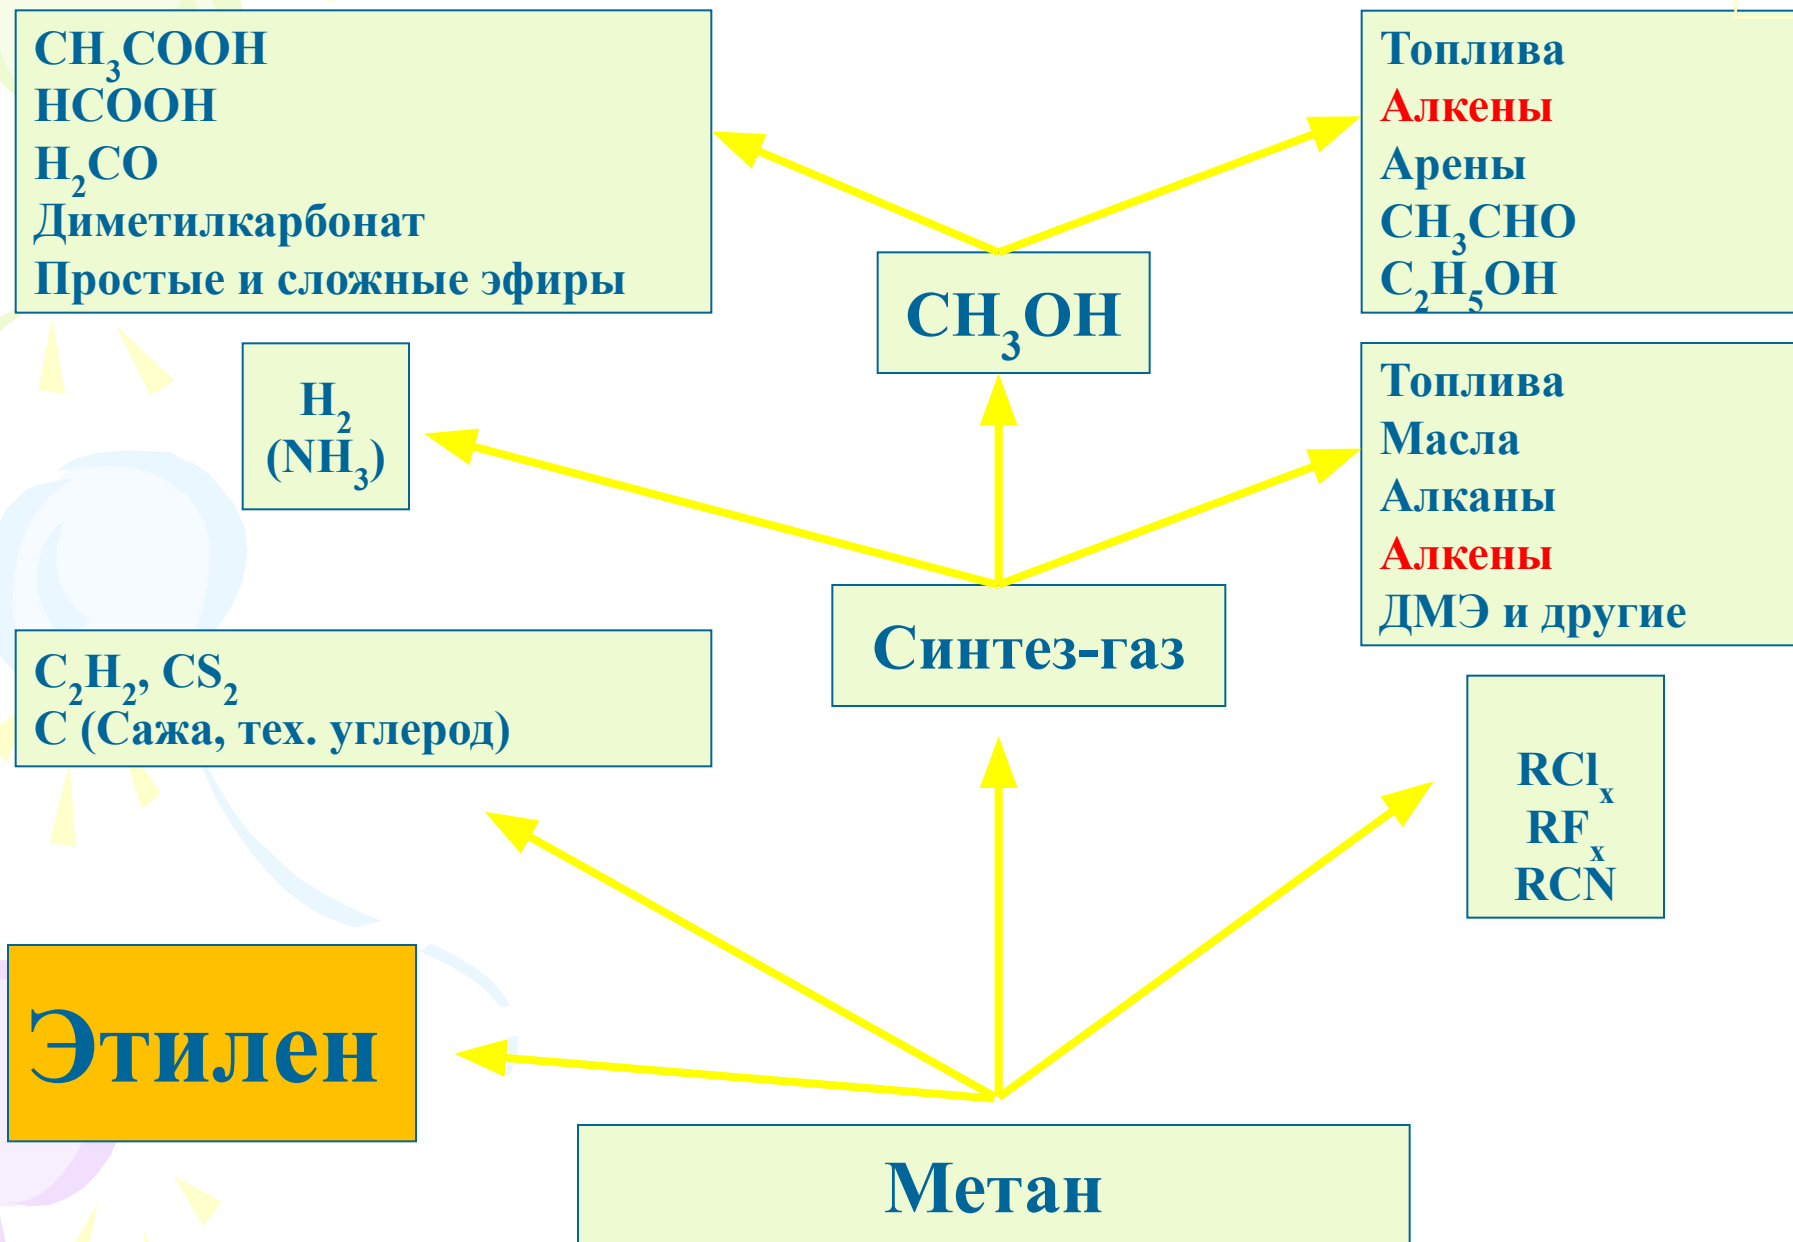 CH₃COOH
HCOOH
H₂CO
Диметилкарбонат
Простые и сложные эфиры
Топлива
Алкены
Арены
CH₃CHO
C₂H₅OH
CH₃OH
H₂
(NH₃)
Топлива
Масла
Алканы
Алкены
ДМЭ и другие
Синтез-газ
C₂H₂, CS₂
C (Сажа, тех. углерод)
RClₓ
RFₓ
RCN
Этилен
Метан